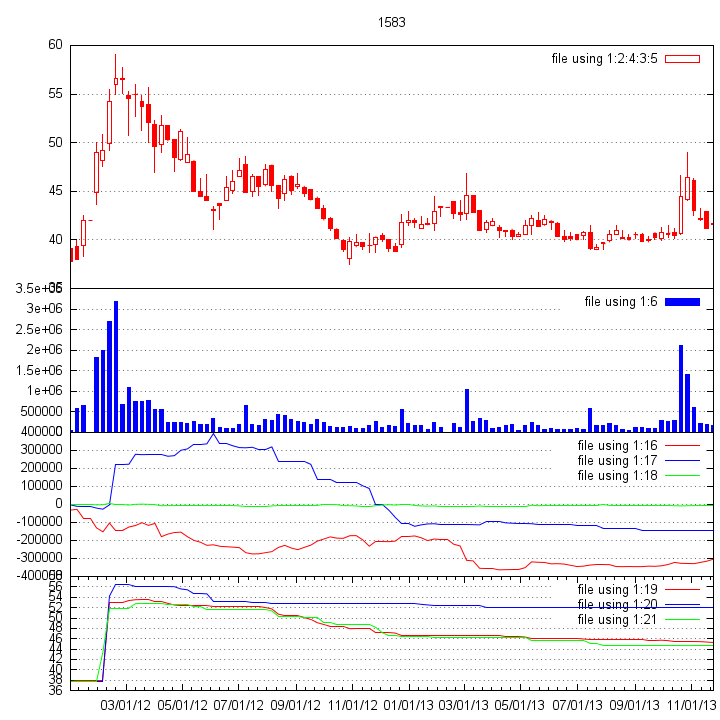 1583
60
file using 1:2:4:3:5
55
50
45
40
3.5e+06
file using 1:6
3e+06
2.5e+06
2e+06
1.5e+06
1e+06
500000
400000
file using 1:16
300000
file using 1:17
200000
file using 1:18
100000
0
-100000
-200000
-300000
-400000
56
file using 1:19
54
file using 1:20
52
file using 1:21
50
48
46
44
42
40
38
36
03/01/12 05/01/12 07/01/12 09/01/12 11/01/12 01/01/13 03/01/13 05/01/13 07/01/13 09/01/13 11/01/13